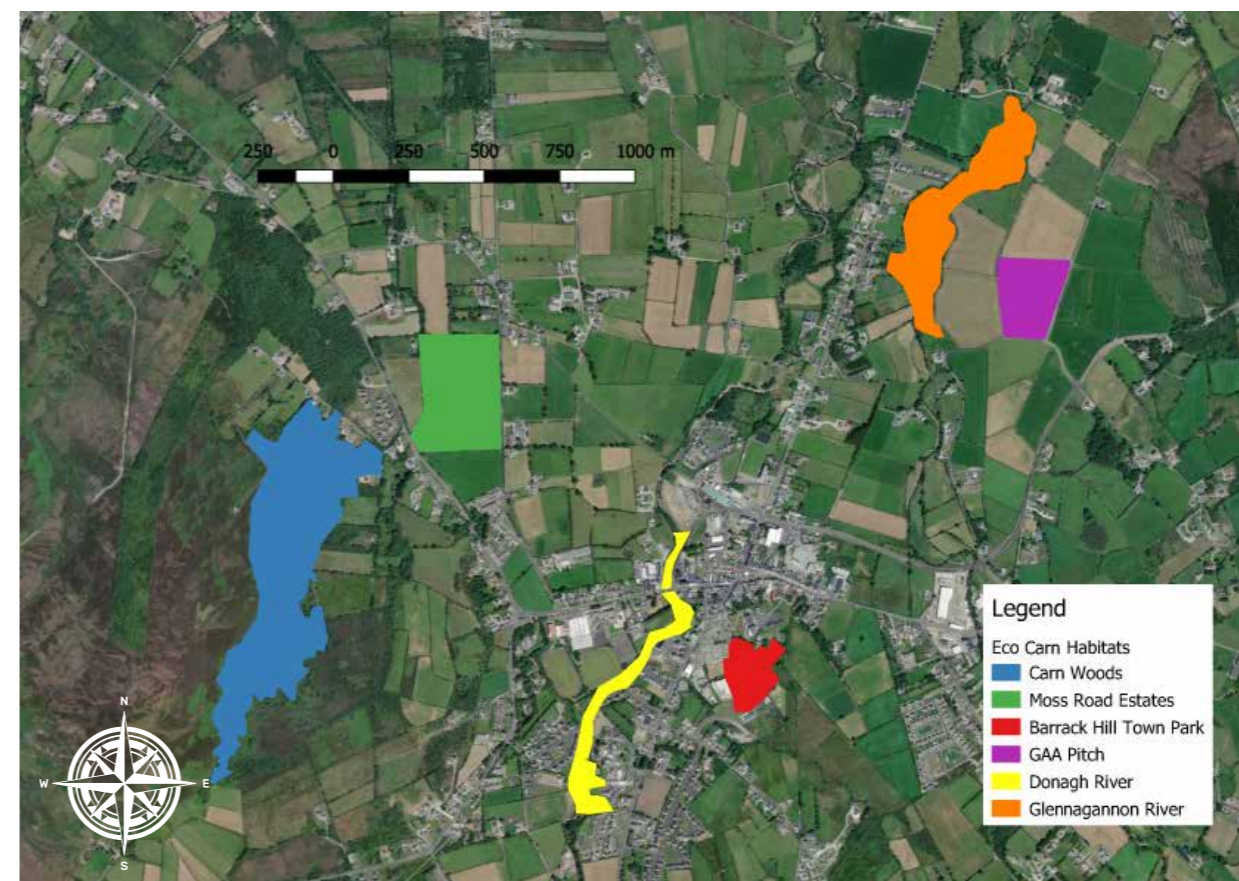 250 0 250 500 750 1000 m
Legend
Eco Carn Habitats
Carn Woods
Moss Road Estates
Barrack Hill Town Park
GAA Pitch
Donagh River
Glennagannon River
N
W E
S